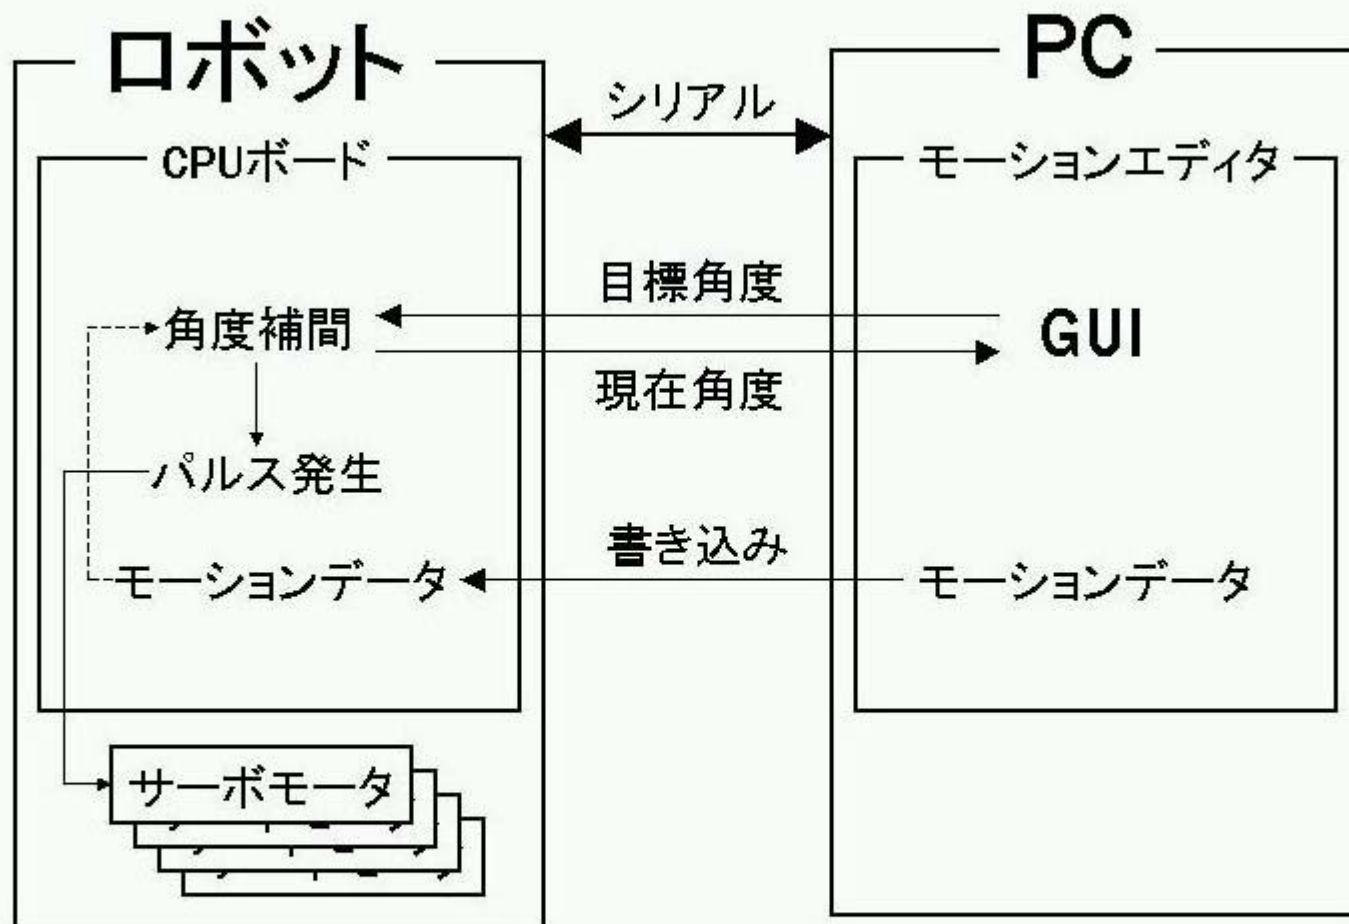 ロボット
PC
シリアル
CPUボード
モーションエディタ
目標角度
角度補間
GUI
現在角度
パルス発生
書き込み
モーションデータ
モーションデータ
サーボモータ